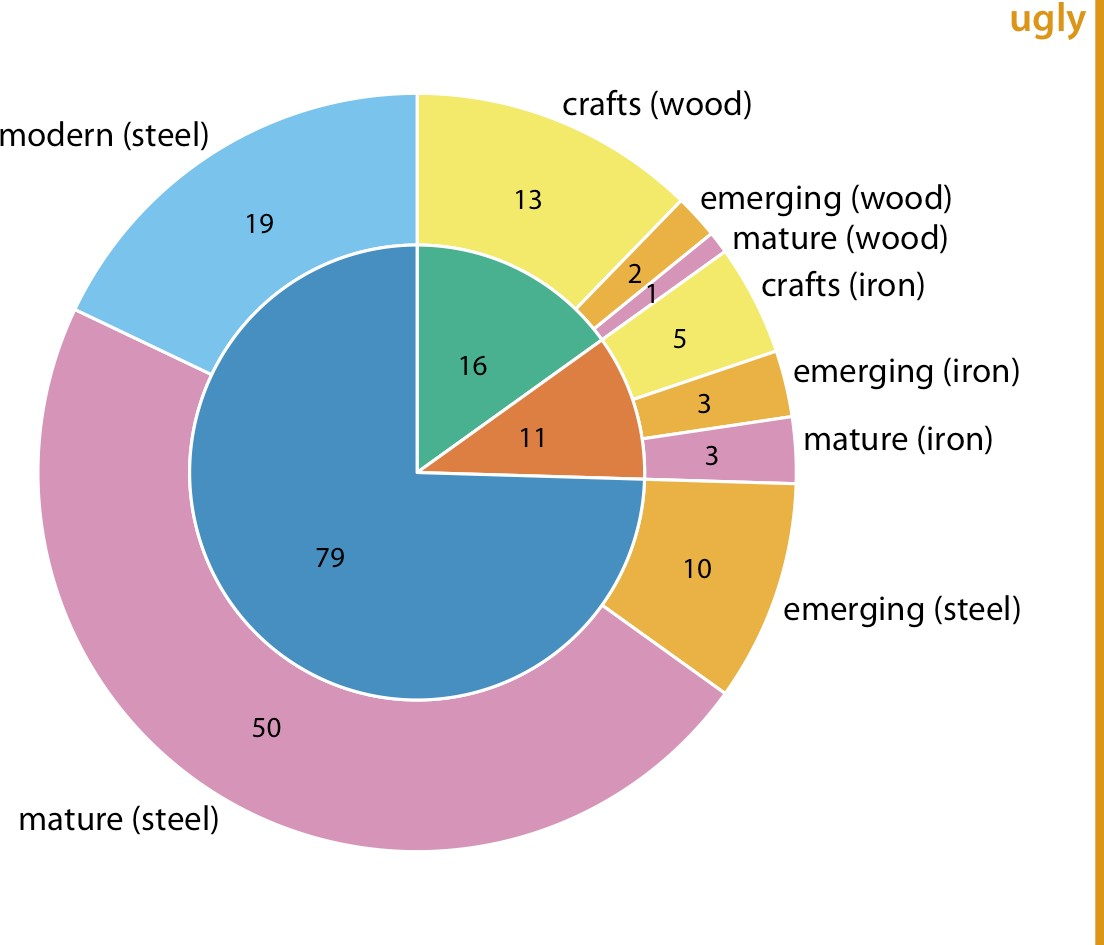 ugly
crafts (wood)
modern (steel)
emerging (wood)
13
19
mature (wood)
2
crafts (iron)
1
5
16
emerging (iron)
3
11
mature (iron)
3
79
10
emerging (steel)
50
mature (steel)